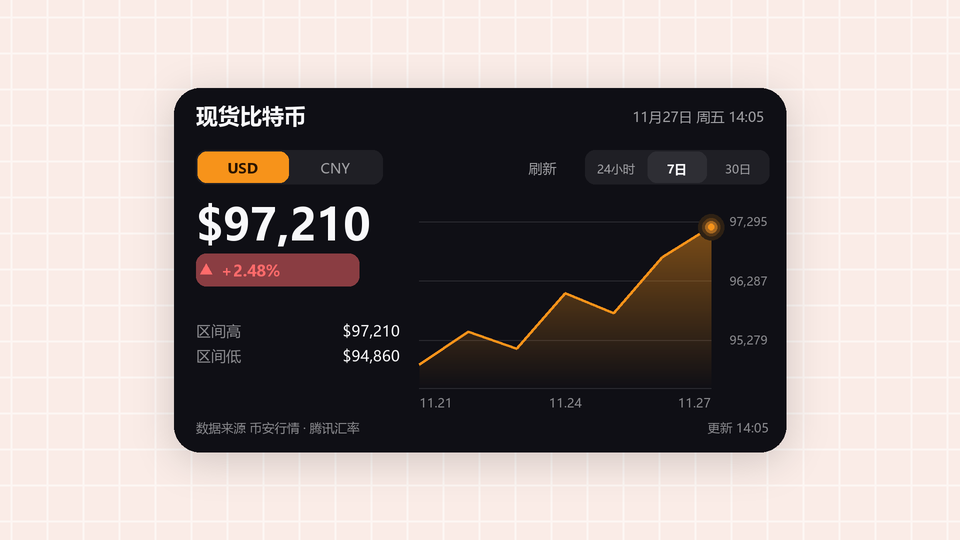 现货比特币
11月27日 周五 14:05
USD
CNY
刷新
24小时
7日
30日
$97,210
▲ +2.48%
区间高 $97,210
区间低 $94,860
97,295
96,287
95,279
11.21
11.24
11.27
数据来源 币安行情 · 腾讯汇率
更新 14:05